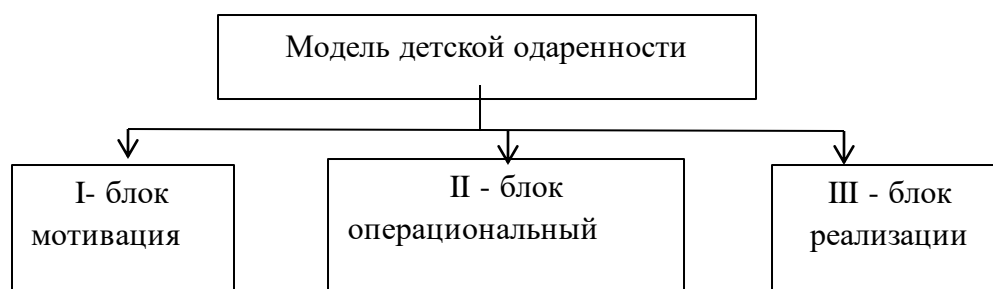 Модель детской одаренности
I- блок
мотивация
II - блок
операциональный
III - блок
реализации